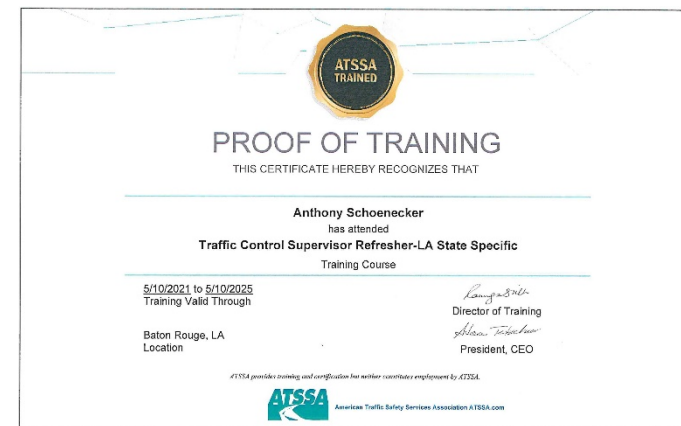 ATSSA
TRAINED
PROOF OF TRAINING
THIS CERTIFICATE HEREBY RECOGNIZES THAT
Anthony Schoenecker
has attended
Traffic Control Supervisor Refresher-LA State Specific
Training Course
5/10/2021 to 5/10/2025
Training Valid Through
Director of Training
Baton Rouge, LA
Location
President, CEO
ATSSA provides training and certification but neither constitutes employment by ATSSA.
ATSSA
American Traffic Safety Services Association ATSSA.com